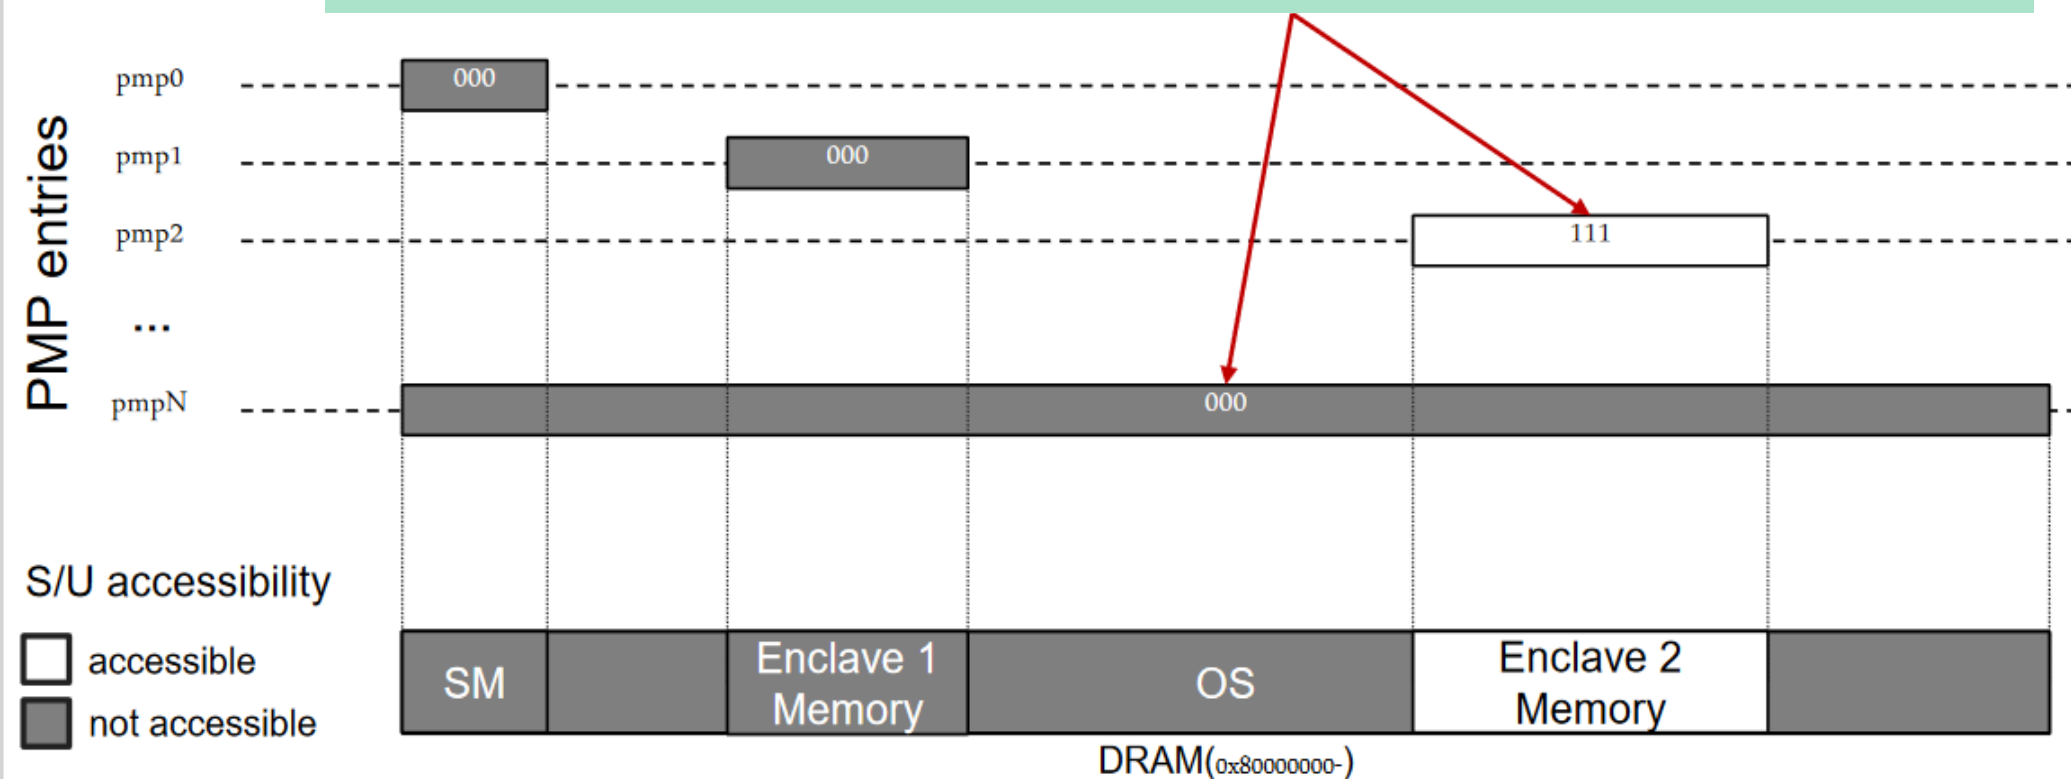 pmp0
000
pmp1
000
pmp2
111
...
pmpN
000
PMP entries
S/U accessibility
accessible
not accessible
SM
Enclave 1
Memory
OS
Enclave 2
Memory
DRAM(0x80000000-)